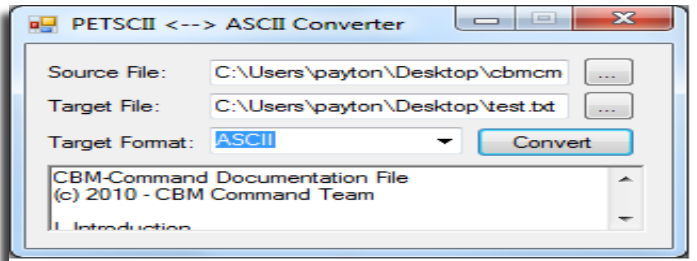 PETSCII <--> ASCII Converter
Source File: C:\Users\payton\Desktop\cbmcm ...
Target File: C:\Users\payton\Desktop\test.txt ...
Target Format: ASCII Convert
CBM-Command Documentation File
(c) 2010 - CBM Command Team
I. Introduction